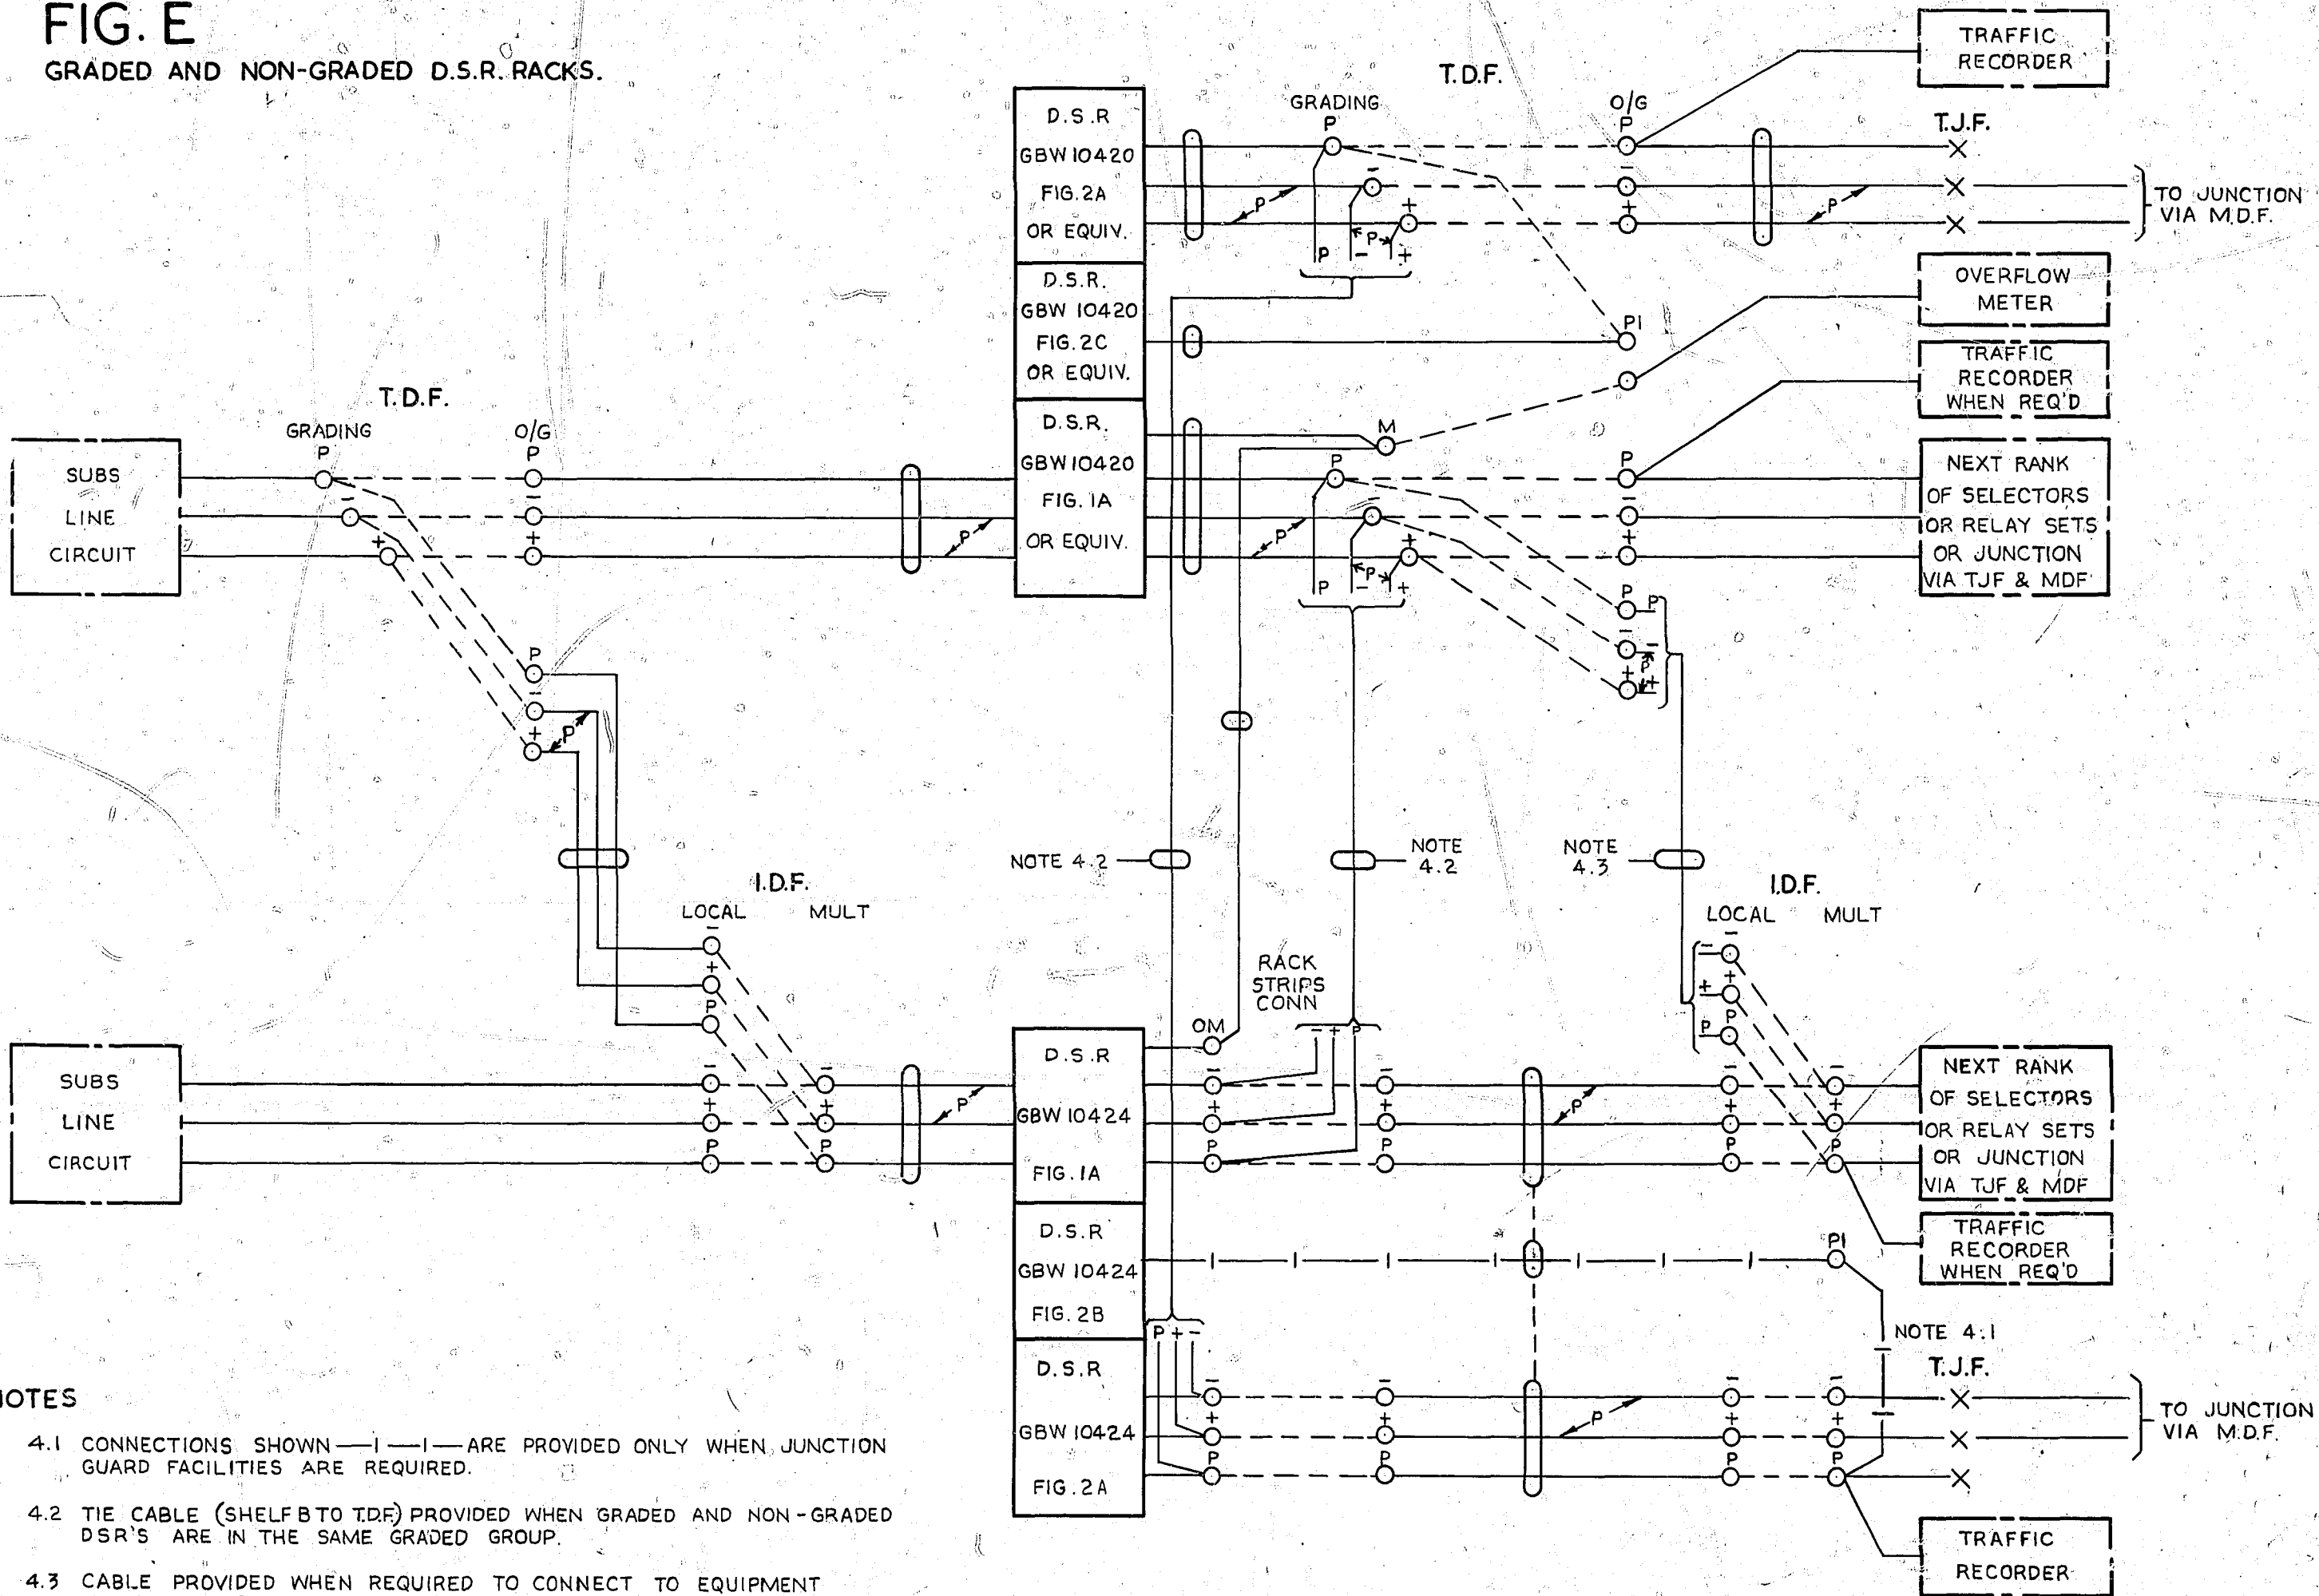 FIG. E
GRADED AND NON-GRADED D.S.R. RACKS.
TRAFFIC
RECORDER
T.D.F.
GRADING
P
O/G
P
T.J.F.
D.S.R
GBW 10420
FIG. 2A
OR EQUIV.
-
+
P
-
+
P
P
P - +
P
TO JUNCTION
VIA M.D.F.
D.S.R.
GBW 10420
FIG. 2C
OR EQUIV.
P1
OVERFLOW
METER
TRAFFIC
RECORDER
WHEN REQ'D
T.D.F.
GRADING
P
O/G
P
SUBS
LINE
CIRCUIT
-
+
-
+
P
D.S.R.
GBW 10420
FIG. 1A
OR EQUIV.
M
P
-
+
P
P
P - +
P
-
+
NEXT RANK
OF SELECTORS
OR RELAY SETS
OR JUNCTION
VIA TJF & MDF
P P
- -
P
+ +
P
-
+
P
NOTE 4.2
NOTE
4.2
NOTE
4.3
I.D.F.
LOCAL MULT
-
+
P
RACK
STRIPS
CONN
- + P
I.D.F.
LOCAL MULT
- -
+ +
P P
SUBS
LINE
CIRCUIT
-
+
P
-
+
P
P
D.S.R
GBW 10424
FIG. 1A
OM
-
+
P
-
+
P
P
-
+
P
-
+
P
NEXT RANK
OF SELECTORS
OR RELAY SETS
OR JUNCTION
VIA TJF & MDF
D.S.R
GBW 10424
FIG. 2B
P1
TRAFFIC
RECORDER
WHEN REQ'D
NOTE 4.1
T.J.F.
P + -
D.S.R
GBW 10424
FIG. 2A
-
+
P
-
+
P
P
-
+
P
-
+
P
TO JUNCTION
VIA M.D.F.
TRAFFIC
RECORDER
NOTES
4.1 CONNECTIONS SHOWN —I—I— ARE PROVIDED ONLY WHEN JUNCTION
GUARD FACILITIES ARE REQUIRED.
4.2 TIE CABLE (SHELF B TO T.D.F.) PROVIDED WHEN GRADED AND NON-GRADED
DSR'S ARE IN THE SAME GRADED GROUP.
4.3 CABLE PROVIDED WHEN REQUIRED TO CONNECT TO EQUIPMENT